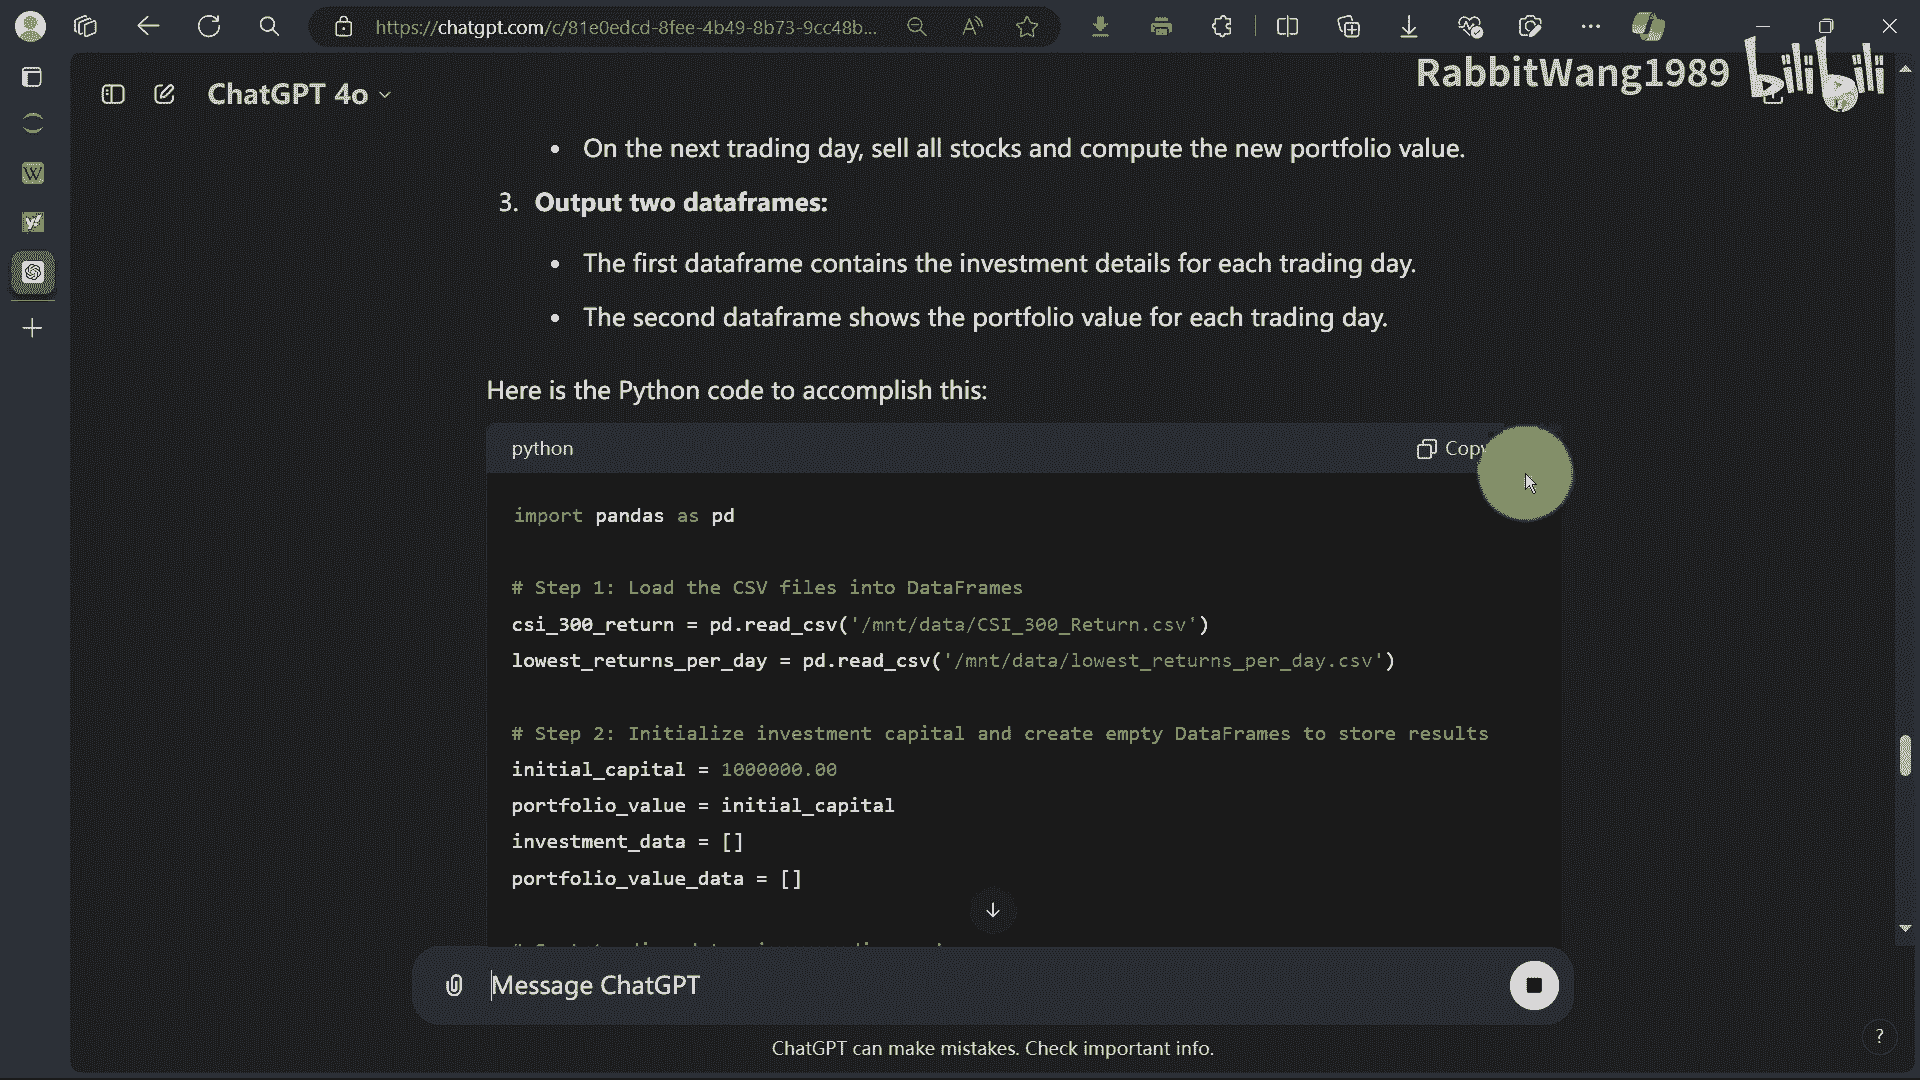 https://chatgpt.com/c/81e0edcd-8fee-4b49-8b73-9cc48b...
RabbitWang1989 bilibili
ChatGPT 4o
• On the next trading day, sell all stocks and compute the new portfolio value.
3. Output two dataframes:
• The first dataframe contains the investment details for each trading day.
• The second dataframe shows the portfolio value for each trading day.
Here is the Python code to accomplish this:
python
Copy
import pandas as pd
# Step 1: Load the CSV files into DataFrames
csi_300_return = pd.read_csv('/mnt/data/CSI_300_Return.csv')
lowest_returns_per_day = pd.read_csv('/mnt/data/lowest_returns_per_day.csv')
# Step 2: Initialize investment capital and create empty DataFrames to store results
initial_capital = 1000000.00
portfolio_value = initial_capital
investment_data = []
portfolio_value_data = []
Message ChatGPT
ChatGPT can make mistakes. Check important info.
?